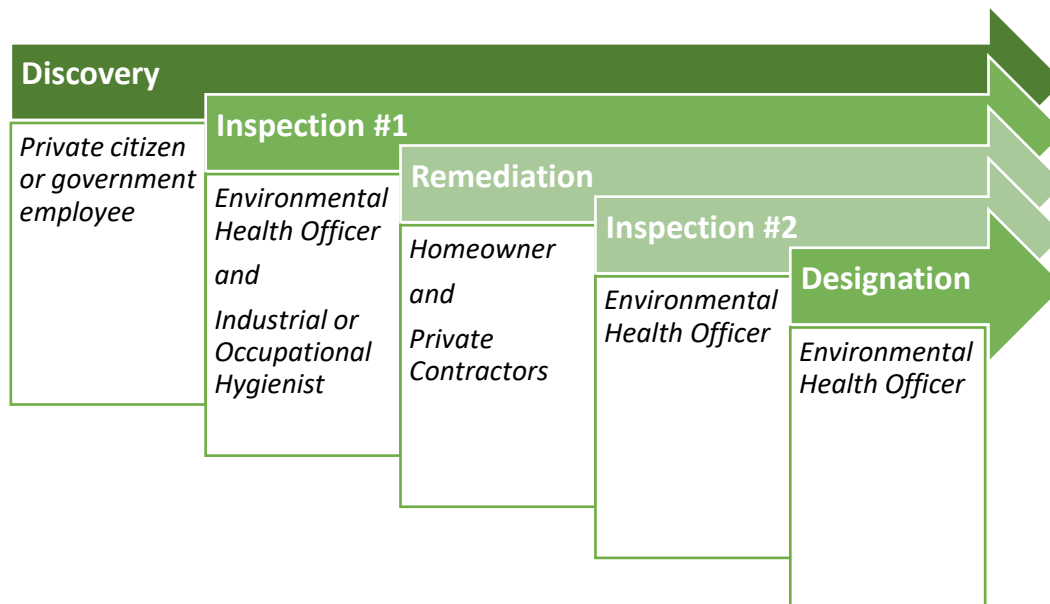 Discovery
Private citizen
or government
employee
Inspection #1
Environmental
Health Officer
and
Industrial or
Occupational
Hygienist
Remediation
Homeowner
and
Private
Contractors
Inspection #2
Environmental
Health Officer
Designation
Environmental
Health Officer